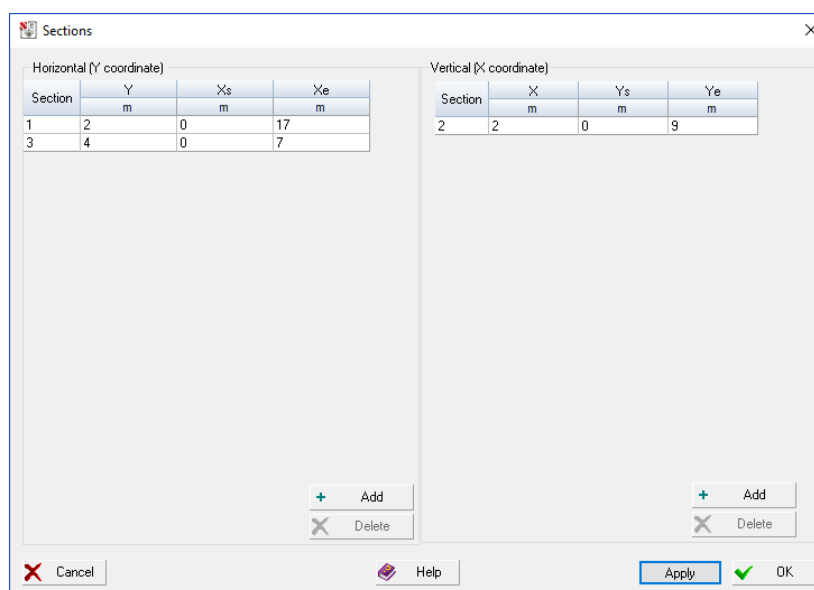 Sections
Horizontal (Y coordinate)
Section Y Xs Xe
m m m
1 2 0 17
3 4 0 7
Vertical (X coordinate)
Section X Ys Ye
m m m
2 2 0 9
+ Add
Delete
+ Add
Delete
Cancel Help Apply OK